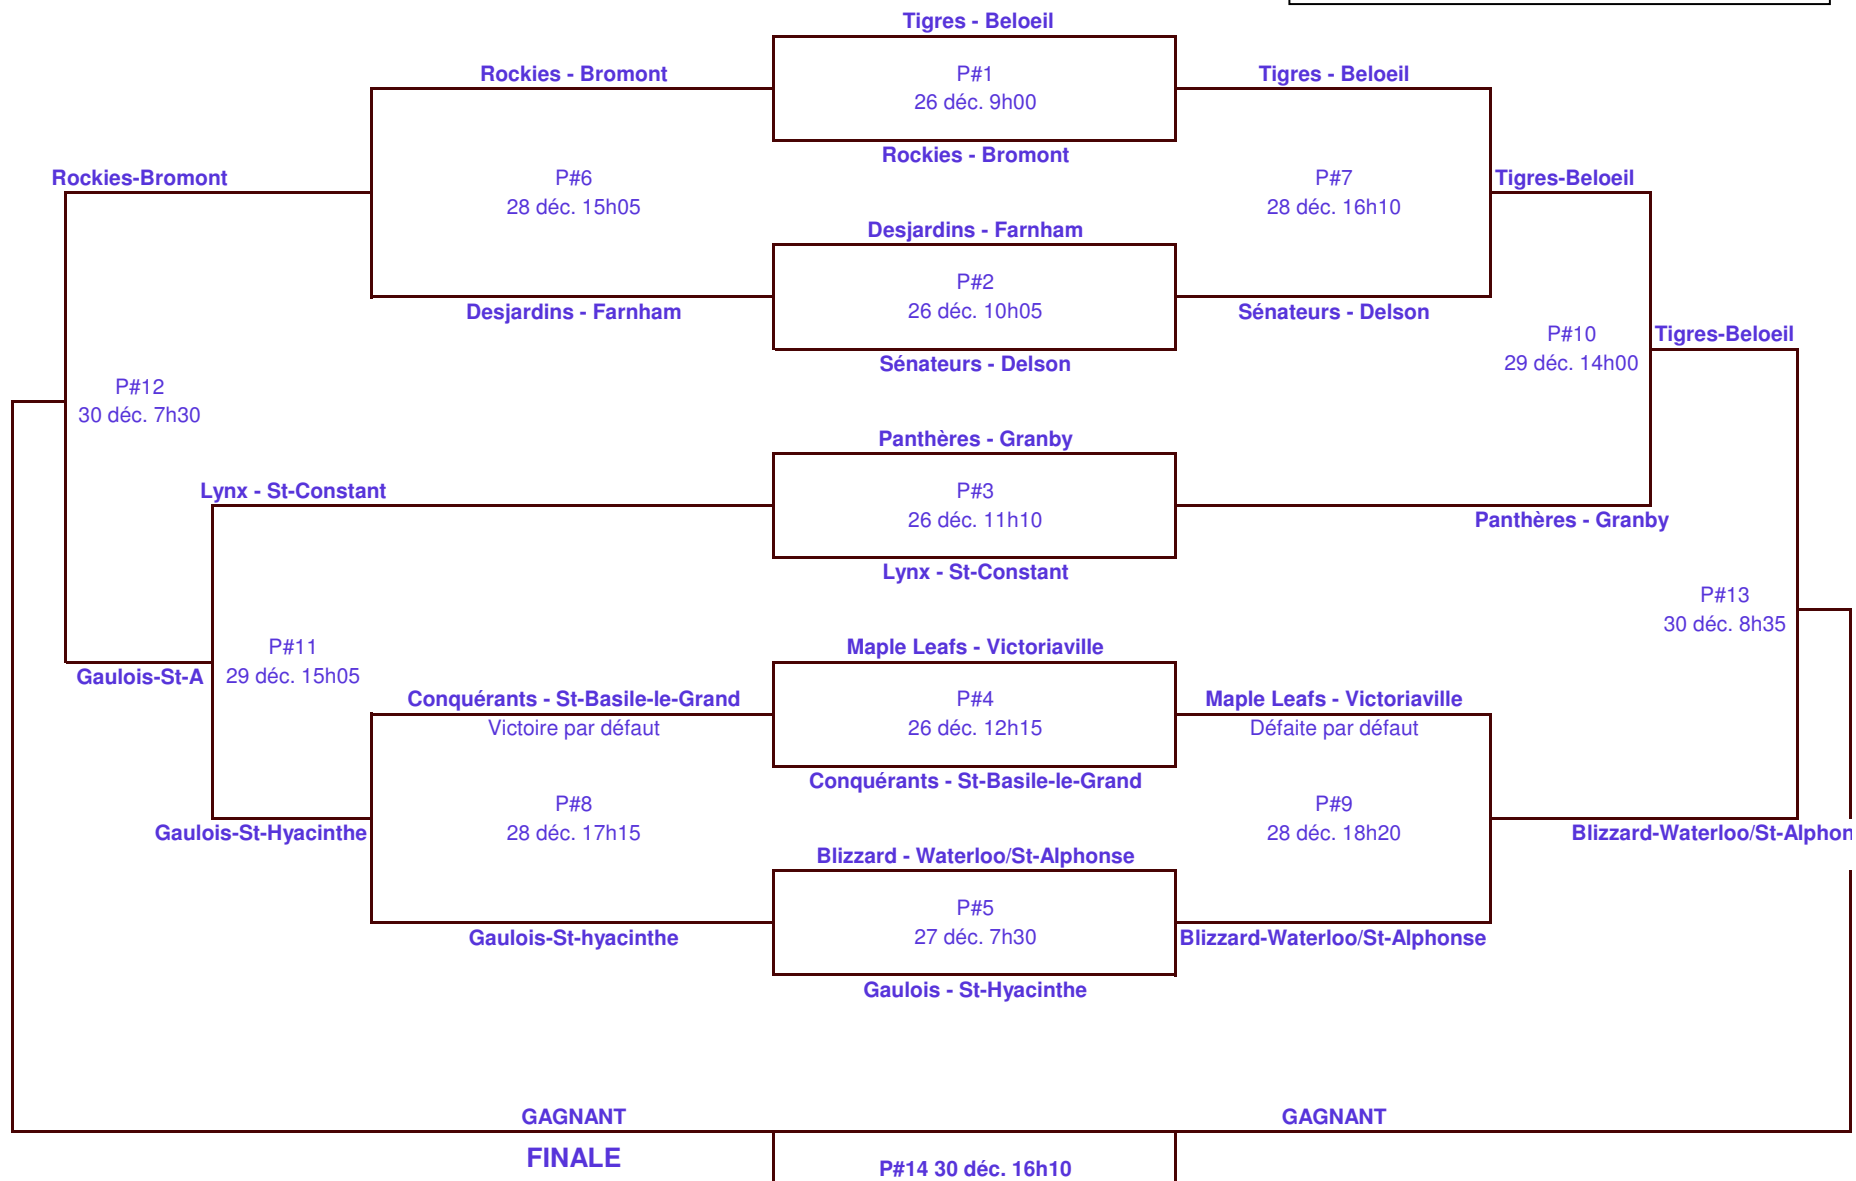 Tigres - Beloeil
Rockies - Bromont
P#1
Tigres - Beloeil
26 déc. 9h00
Rockies - Bromont
Rockies-Bromont
P#6
P#7
Tigres-Beloeil
28 déc. 15h05
28 déc. 16h10
Desjardins - Farnham
P#2
Desjardins - Farnham
26 déc. 10h05
Sénateurs - Delson
P#10
Tigres-Beloeil
Sénateurs - Delson
29 déc. 14h00
P#12
30 déc. 7h30
Panthères - Granby
Lynx - St-Constant
P#3
26 déc. 11h10
Panthères - Granby
Lynx - St-Constant
P#13
30 déc. 8h35
P#11
Maple Leafs - Victoriaville
Gaulois-St-A
29 déc. 15h05
Conquérants - St-Basile-le-Grand
P#4
Maple Leafs - Victoriaville
Victoire par défaut
26 déc. 12h15
Défaite par défaut
Conquérants - St-Basile-le-Grand
P#8
P#9
Gaulois-St-Hyacinthe
28 déc. 17h15
28 déc. 18h20
Blizzard-Waterloo/St-Alphon
Blizzard - Waterloo/St-Alphonse
P#5
Gaulois-St-hyacinthe
27 déc. 7h30
Blizzard-Waterloo/St-Alphonse
Gaulois - St-Hyacinthe
GAGNANT
GAGNANT
FINALE
P#14 30 déc. 16h10